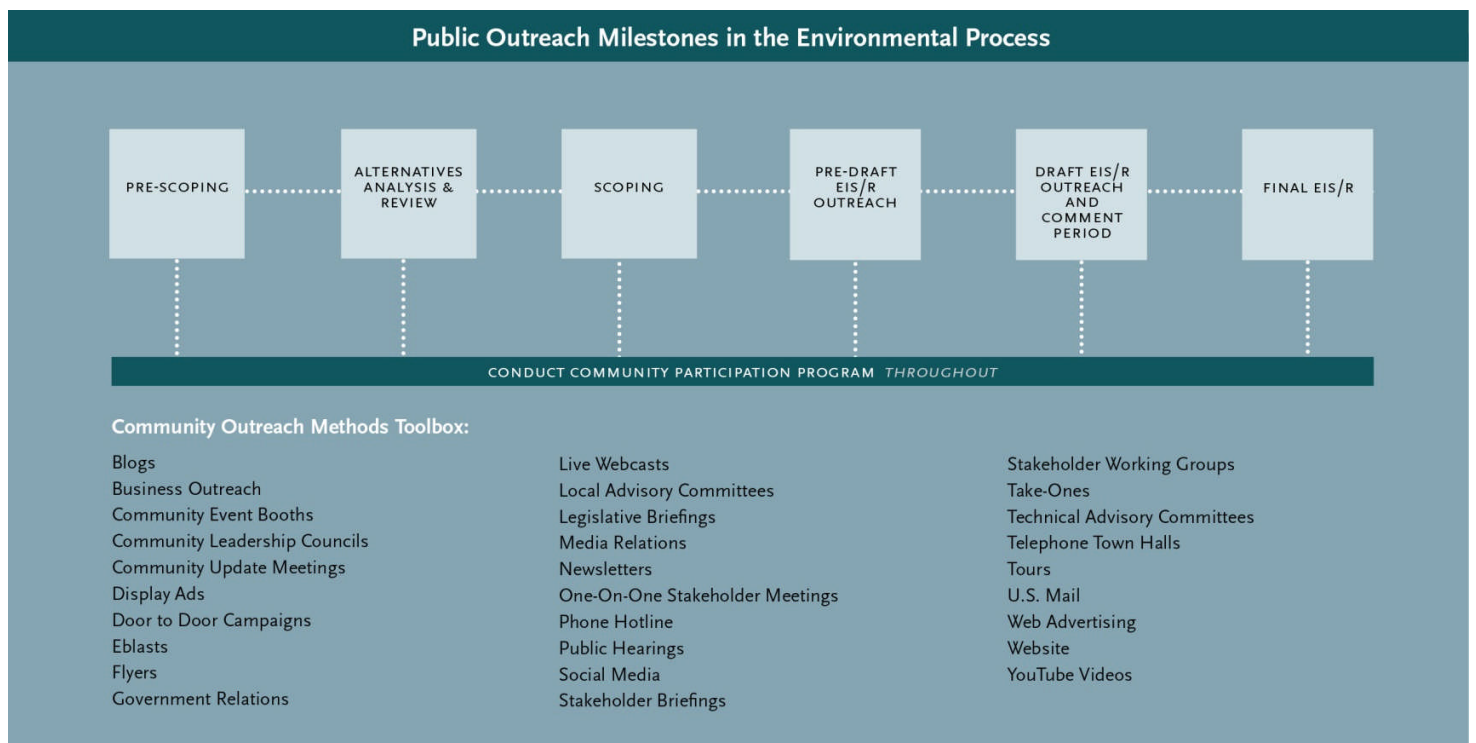 Public Outreach Milestones in the Environmental Process
PRE-SCOPING
ALTERNATIVES
ANALYSIS &
REVIEW
SCOPING
PRE-DRAFT
EIS/R
OUTREACH
DRAFT EIS/R
OUTREACH
AND
COMMENT
PERIOD
FINAL EIS/R
CONDUCT COMMUNITY PARTICIPATION PROGRAM THROUGHOUT
Community Outreach Methods Toolbox:
Blogs
Business Outreach
Community Event Booths
Community Leadership Councils
Community Update Meetings
Display Ads
Door to Door Campaigns
Eblasts
Flyers
Government Relations
Live Webcasts
Local Advisory Committees
Legislative Briefings
Media Relations
Newsletters
One-On-One Stakeholder Meetings
Phone Hotline
Public Hearings
Social Media
Stakeholder Briefings
Stakeholder Working Groups
Take-Ones
Technical Advisory Committees
Telephone Town Halls
Tours
U.S. Mail
Web Advertising
Website
YouTube Videos